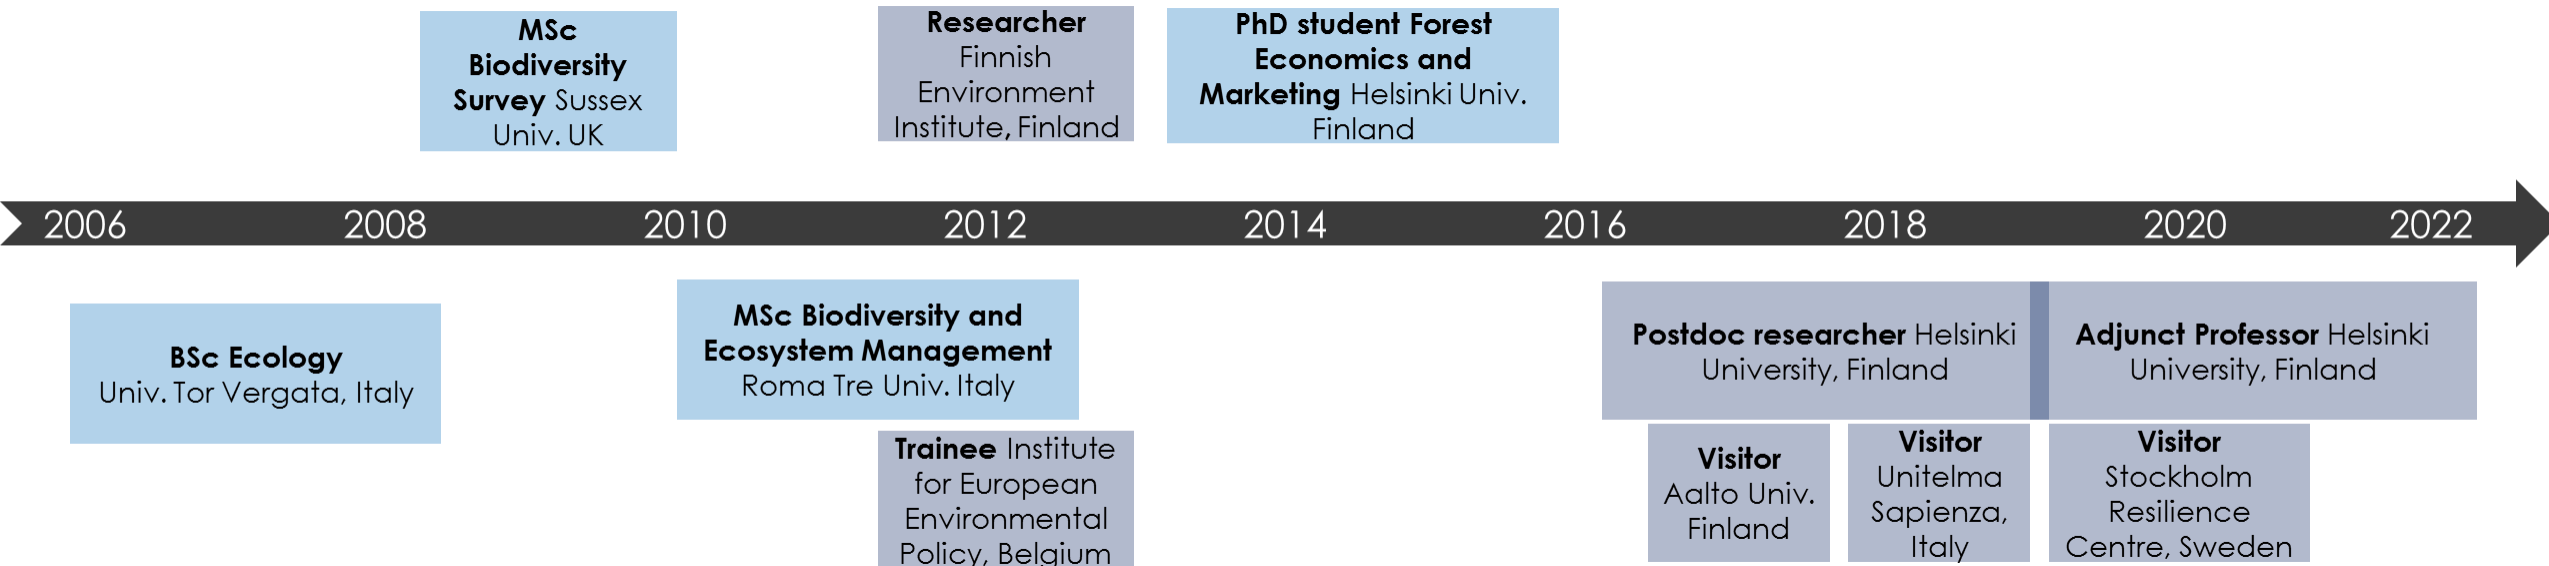 MSc
Biodiversity
Survey Sussex
Univ. UK
Researcher
Finnish
Environment
Institute, Finland
PhD student Forest
Economics and
Marketing Helsinki Univ.
Finland
2006 2008 2010 2012 2014 2016 2018 2020 2022
BSc Ecology
Univ. Tor Vergata, Italy
MSc Biodiversity and
Ecosystem Management
Roma Tre Univ. Italy
Trainee Institute
for European
Environmental
Policy, Belgium
Postdoc researcher Helsinki
University, Finland
Adjunct Professor Helsinki
University, Finland
Visitor
Aalto Univ.
Finland
Visitor
Unitelma
Sapienza,
Italy
Visitor
Stockholm
Resilience
Centre, Sweden